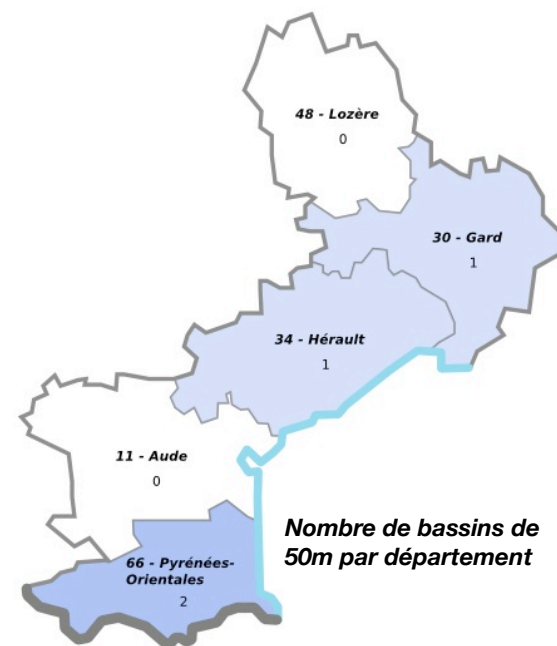 48 - Lozère
0
30 - Gard
1
34 - Hérault
1
11 - Aude
0
66 - Pyrénées-
Orientales
2
Nombre de bassins de
50m par département